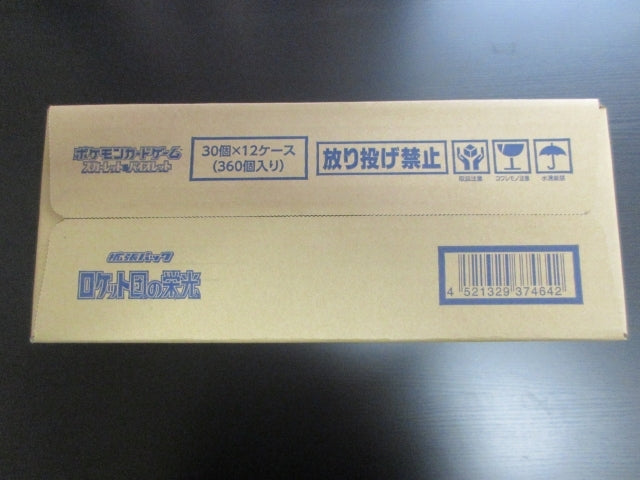 ポケモンカードゲーム
スカーレット&バイオレット
30個×12ケース
(360個入り)
放り投げ禁止
取扱注意
コワレモノ注意
水濡厳禁
拡張パック
ロケット団の栄光
4 521329 374642